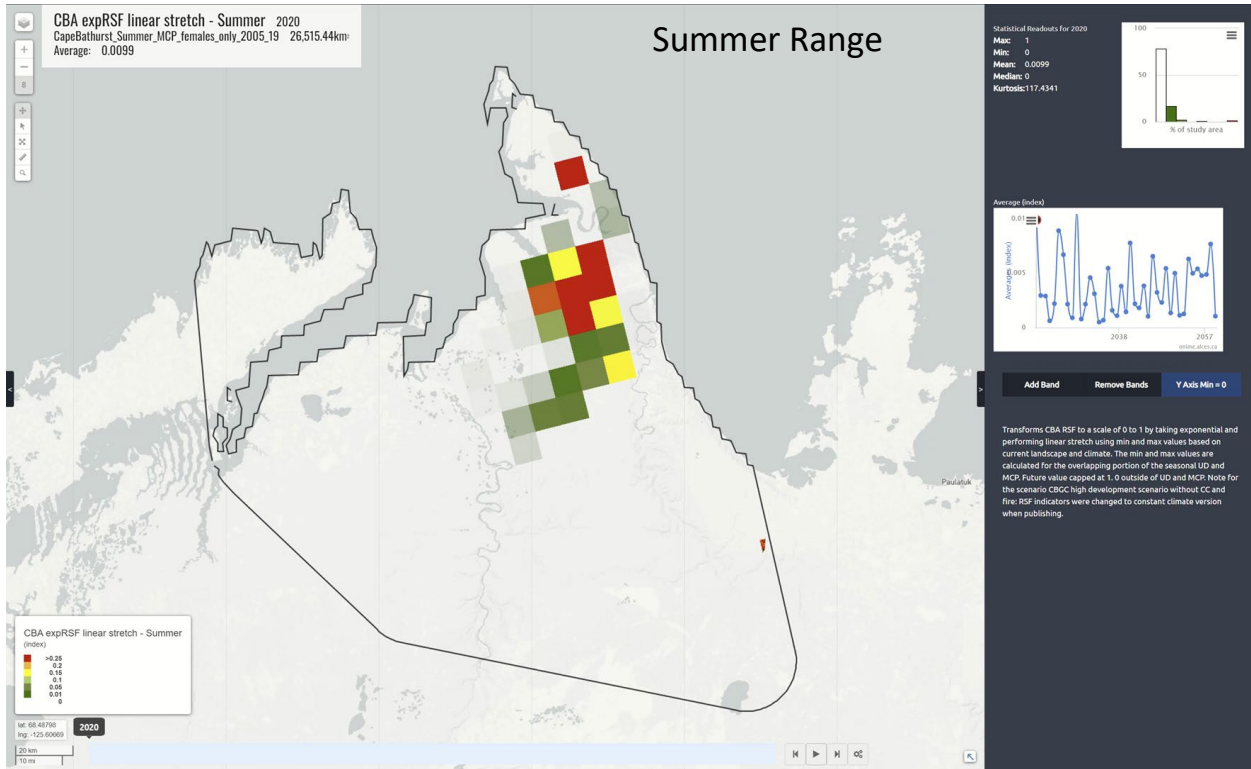 CBA expRSF linear stretch - Summer 2020
CapeBathurst_Summer_MCP_females_only_2005_19 26,515.44km²
Average: 0.0099
Summer Range
+
−
8
Paulatuk
CBA expRSF linear stretch - Summer
(index)
>0.25
0.2
0.15
0.1
0.05
0.01
0
lat: 68.48798
lng: -125.60669
2020
20 km
10 mi
<
>
Statistical Readouts for 2020
Max: 1
Min: 0
Mean: 0.0099
Median: 0
Kurtosis:117.4341
100
50
0
% of study area
Average (index)
Averages (index)
0.01
0.005
0
2038
2057
online.alces.ca
Add Band
Remove Bands
Y Axis Min = 0
Transforms CBA RSF to a scale of 0 to 1 by taking exponential and
performing linear stretch using min and max values based on
current landscape and climate. The min and max values are
calculated for the overlapping portion of the seasonal UD and
MCP. Future value capped at 1. 0 outside of UD and MCP. Note for
the scenario CBGC high development scenario without CC and
fire: RSF indicators were changed to constant climate version
when publishing.